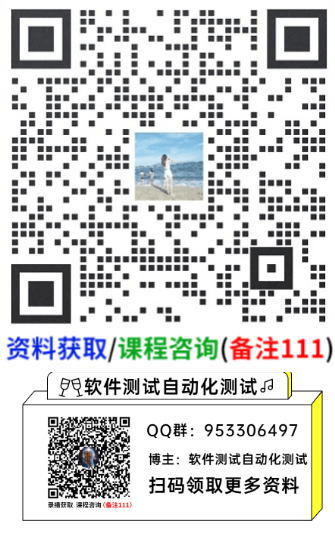 资料获取/课程咨询(备注111)
软件测试自动化测试
QQ群：953306497
博主：软件测试自动化测试
扫码领取更多资料
录播获取 课程咨询(备注111)